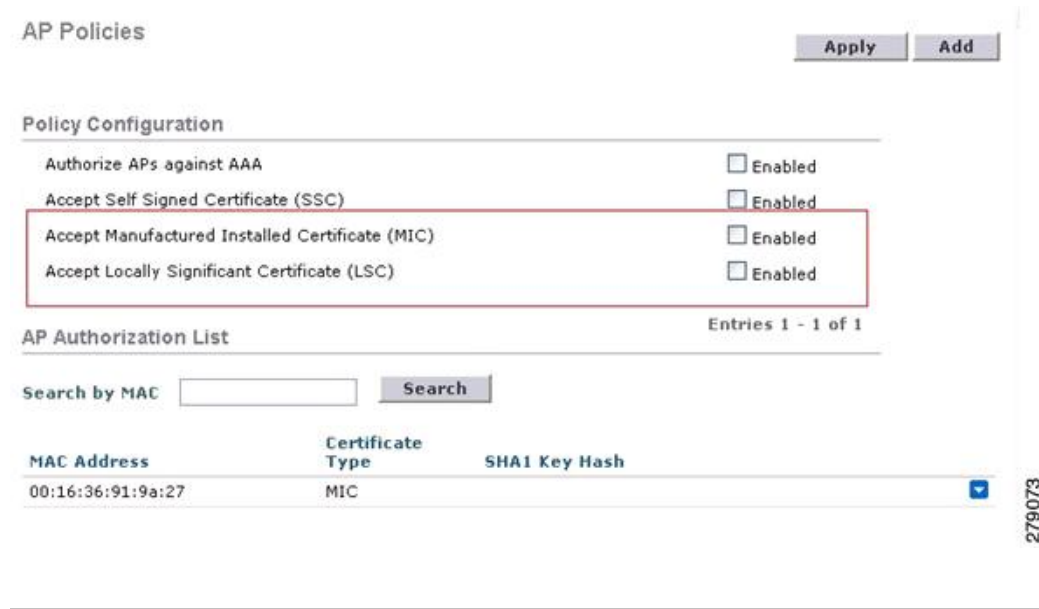 AP Policies
Apply Add
Policy Configuration
Authorize APs against AAA Enabled
Accept Self Signed Certificate (SSC) Enabled
Accept Manufactured Installed Certificate (MIC) Enabled
Accept Locally Significant Certificate (LSC) Enabled
Entries 1 - 1 of 1
AP Authorization List
Search by MAC Search
MAC Address Certificate Type SHA1 Key Hash
00:16:36:91:9a:27 MIC
279073